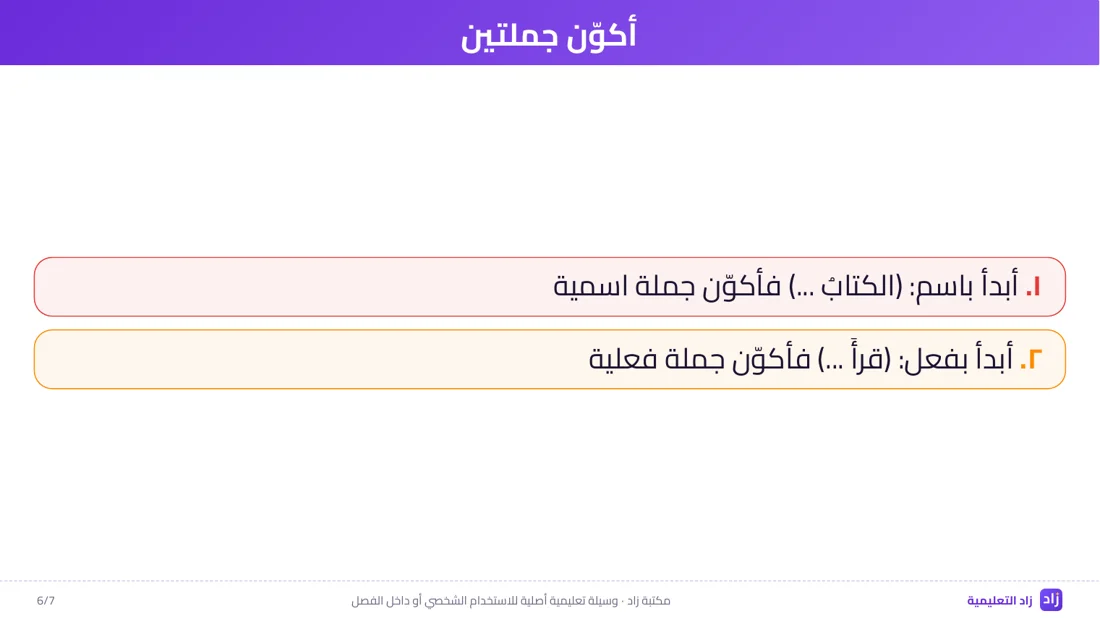 أكوّن جملتين
١. أبدأ باسم: (الكتابُ ...) فأكوّن جملة اسمية
٢. أبدأ بفعل: (قرأَ ...) فأكوّن جملة فعلية
زاد زاد التعليمية
مكتبة زاد · وسيلة تعليمية أصلية للاستخدام الشخصي أو داخل الفصل
6/7